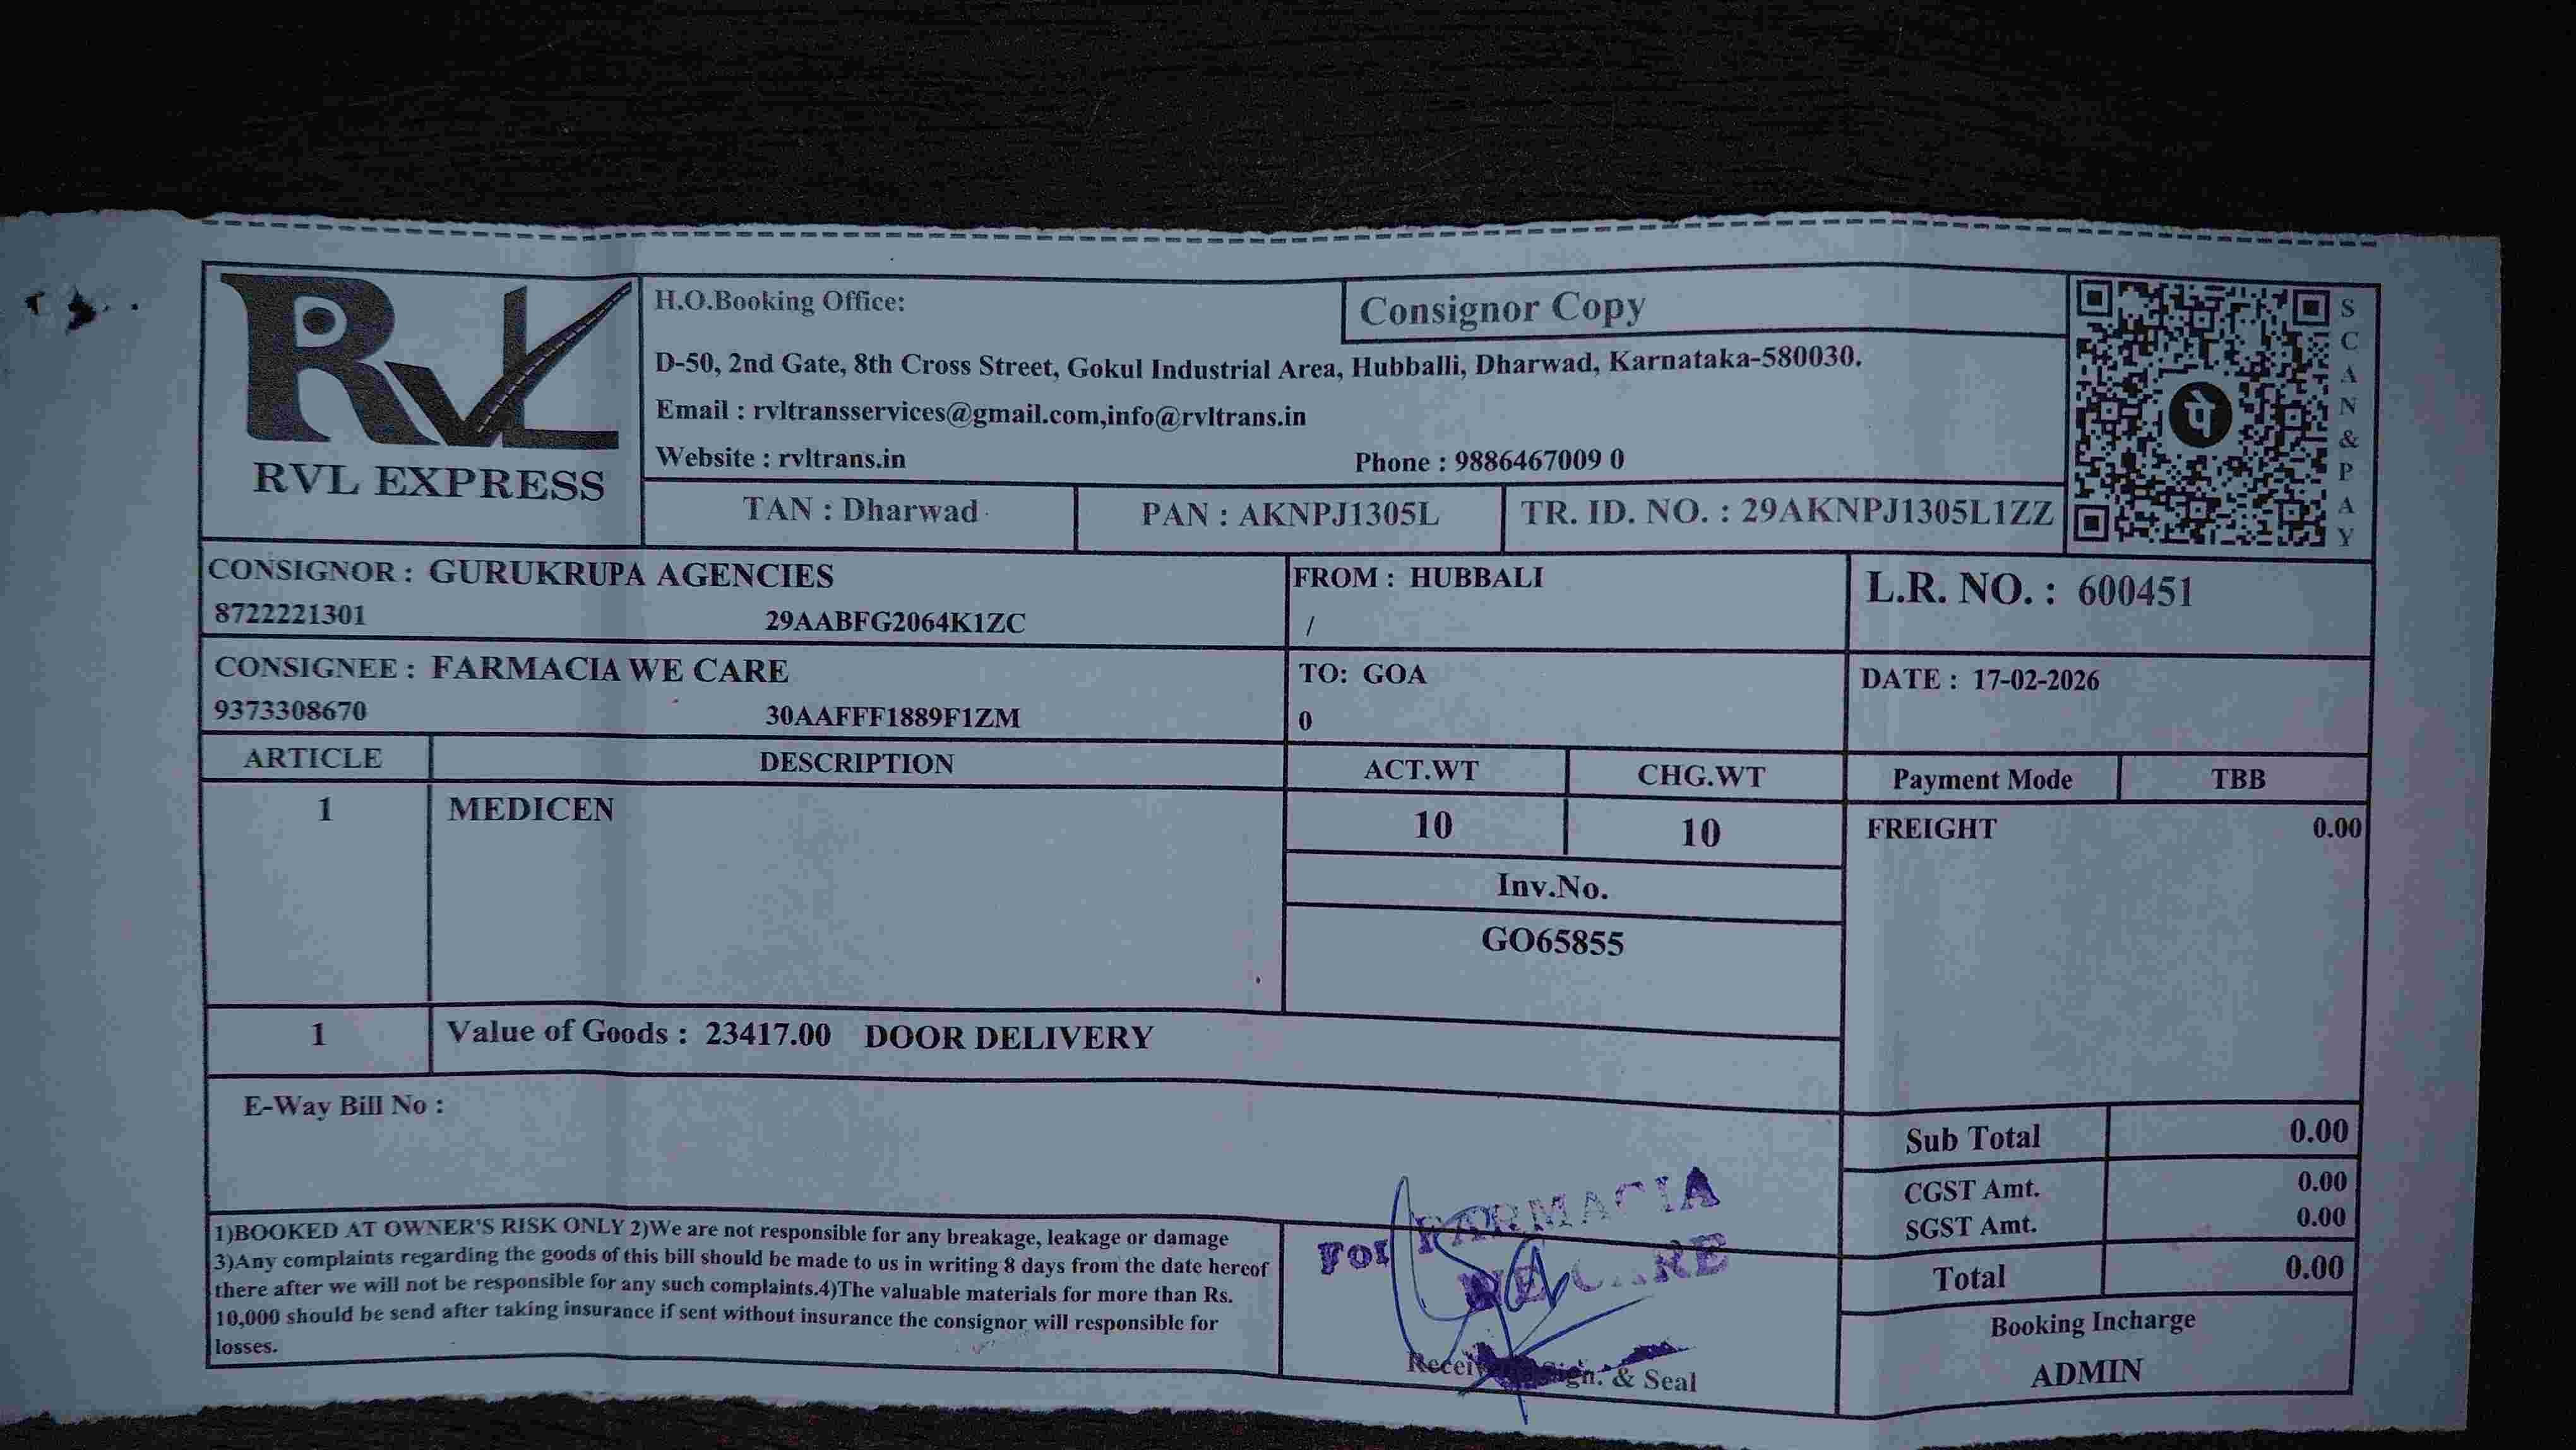 RVL
RVL EXPRESS
H.O.Booking Office:
Consignor Copy
D-50, 2nd Gate, 8th Cross Street, Gokul Industrial Area, Hubballi, Dharwad, Karnataka-580030.
Email : rvltransservices@gmail.com,info@rvltrans.in
Website : rvltrans.in Phone : 9886467009 0
TAN : Dharwad PAN : AKNPJ1305L TR. ID. NO. : 29AKNPJ1305L1ZZ
पे
SCAN&PAY
CONSIGNOR : GURUKRUPA AGENCIES
8722221301 29AABFG2064K1ZC
FROM : HUBBALI
/
L.R. NO. : 600451
CONSIGNEE : FARMACIA WE CARE
9373308670 30AAFFF1889F1ZM
TO: GOA
0
DATE : 17-02-2026
ARTICLE DESCRIPTION ACT.WT CHG.WT Payment Mode TBB
1 MEDICEN 10 10 FREIGHT 0.00
Inv.No.
GO65855
1 Value of Goods : 23417.00 DOOR DELIVERY
E-Way Bill No :
Sub Total 0.00
CGST Amt. 0.00
SGST Amt. 0.00
Total 0.00
1)BOOKED AT OWNER'S RISK ONLY 2)We are not responsible for any breakage, leakage or damage
3)Any complaints regarding the goods of this bill should be made to us in writing 8 days from the date hereof
there after we will not be responsible for any such complaints.4)The valuable materials for more than Rs.
10,000 should be send after taking insurance if sent without insurance the consignor will responsible for
losses.
For FARMACIA
WE CARE
Sign. & Seal
Booking Incharge
ADMIN